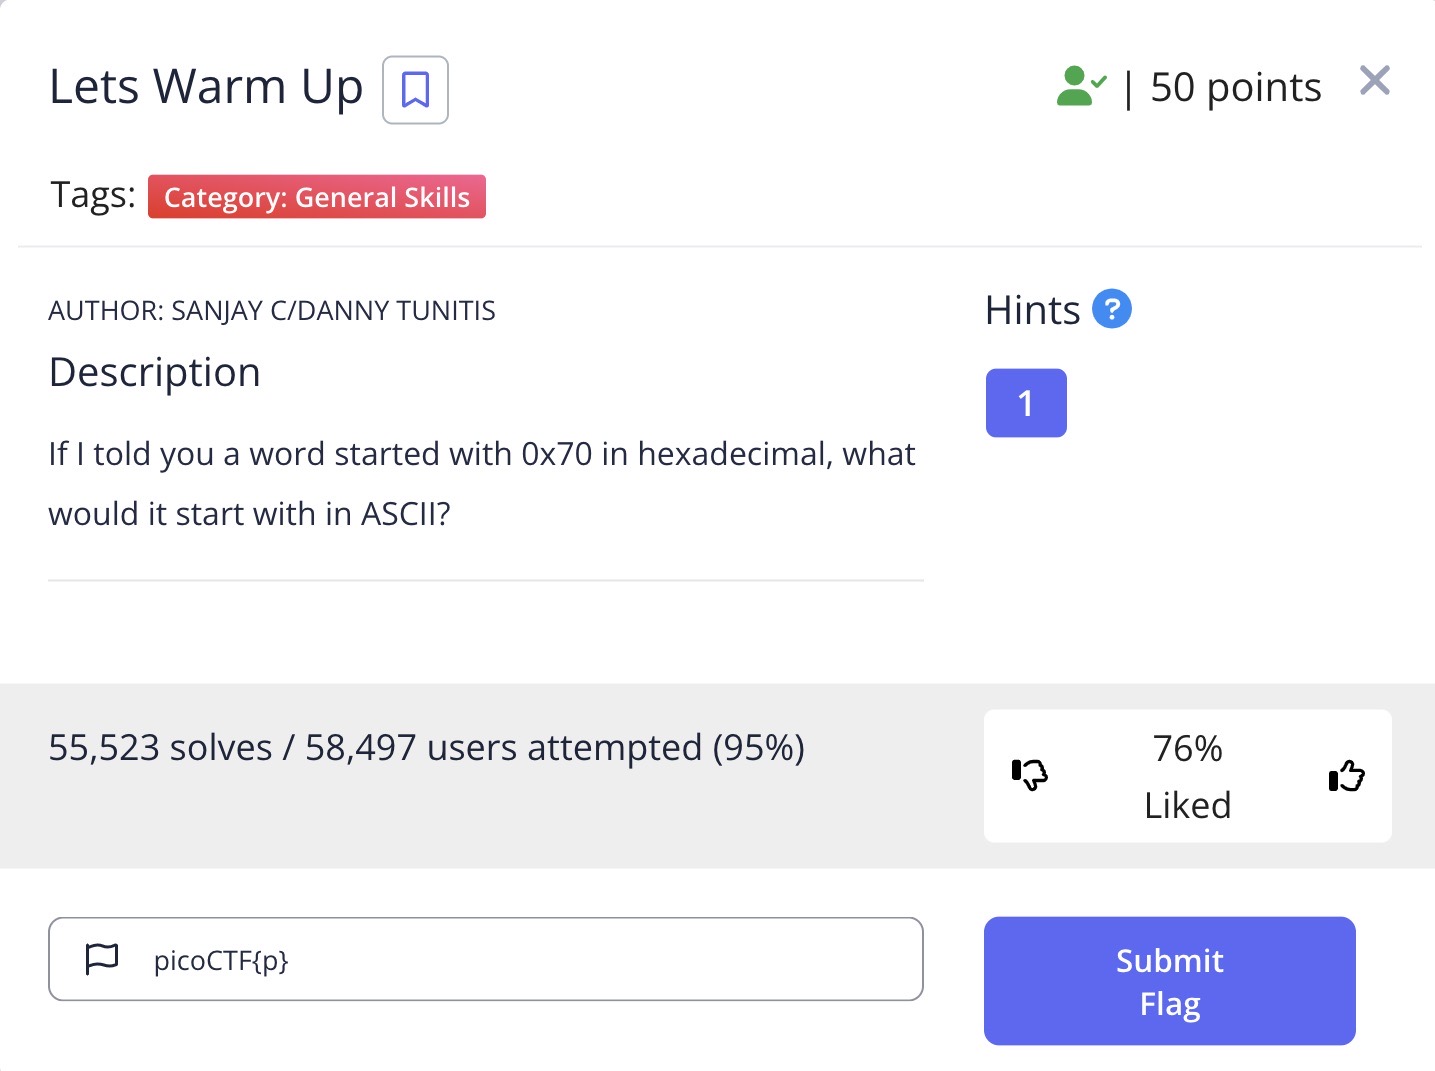 Lets Warm Up
| 50 points
Tags: Category: General Skills
AUTHOR: SANJAY C/DANNY TUNITIS
Description
If I told you a word started with 0x70 in hexadecimal, what
would it start with in ASCII?
Hints ?
1
55,523 solves / 58,497 users attempted (95%)
76%
Liked
picoCTF{p}
Submit
Flag